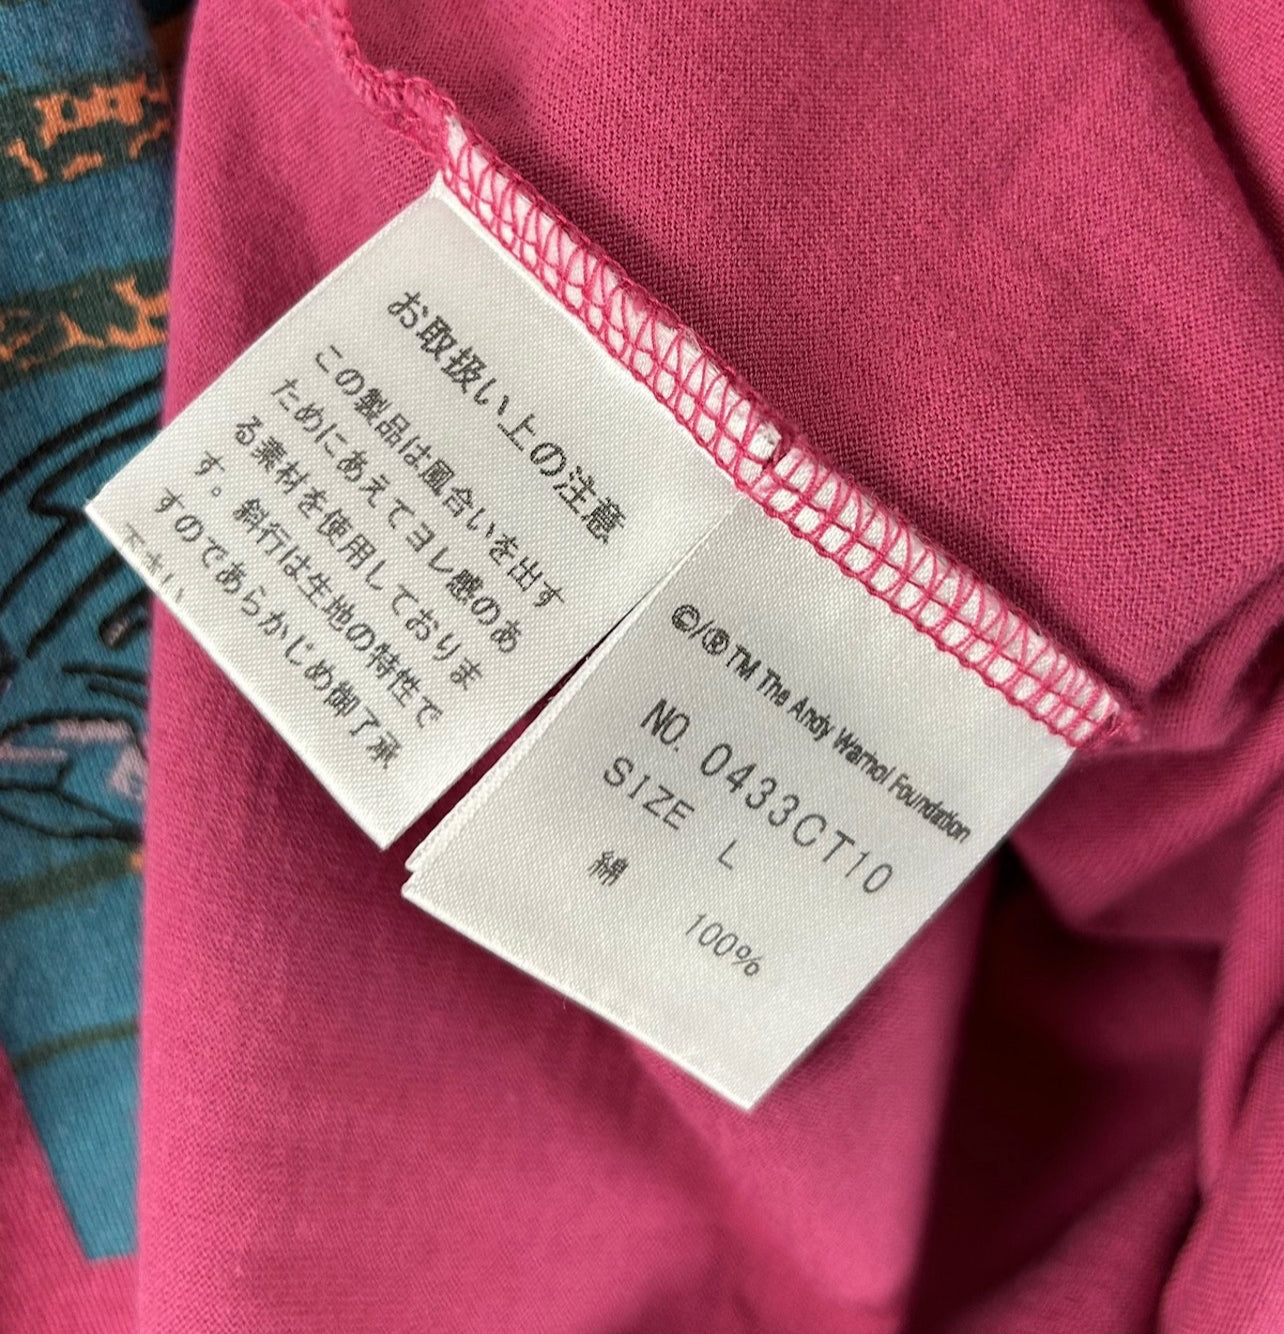 お取扱い上の注意
この製品は風合いを出す
ためにあえてヨレ感のあ
る素材を使用しておりま
す。斜行は生地の特性で
すのであらかじめ御了承
下さい
©/® TM The Andy Warhol Foundation
NO. 0433CT10
SIZE L
綿 100%